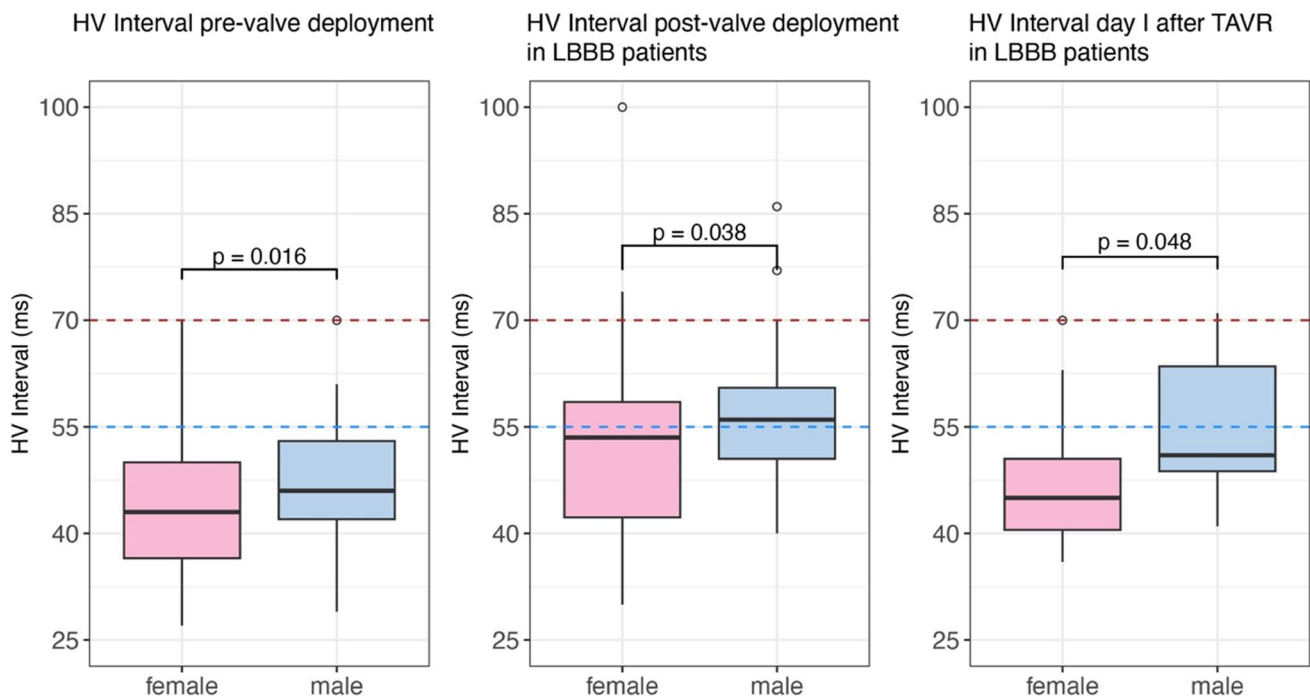 HV Interval pre-valve deployment
HV Interval (ms)
100
85
70
55
40
25
p = 0.016
female male
HV Interval post-valve deployment
in LBBB patients
HV Interval (ms)
100
85
70
55
40
25
p = 0.038
female male
HV Interval day I after TAVR
in LBBB patients
HV Interval (ms)
100
85
70
55
40
25
p = 0.048
female male